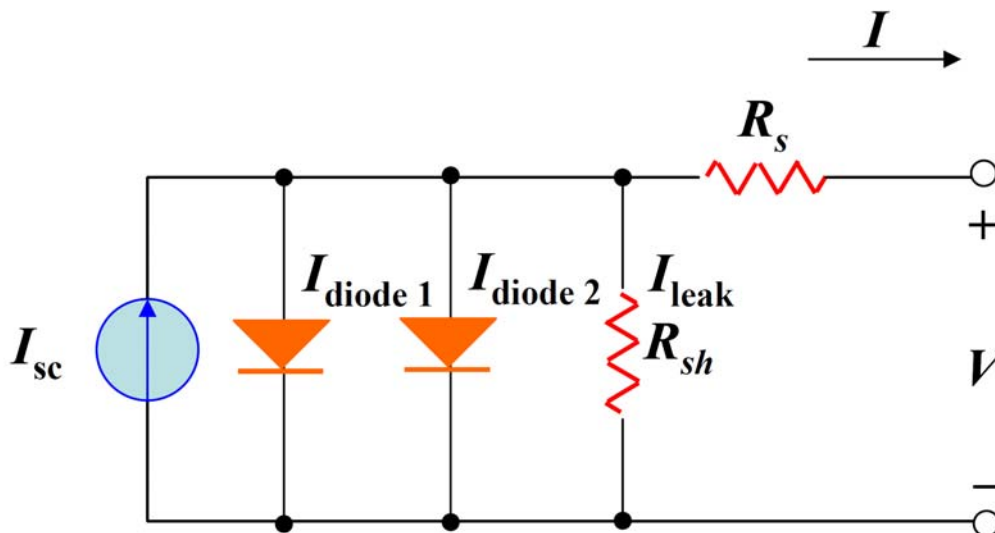 I
Rs
+
Idiode 1
Idiode 2
Ileak
Isc
Rsh
V
−